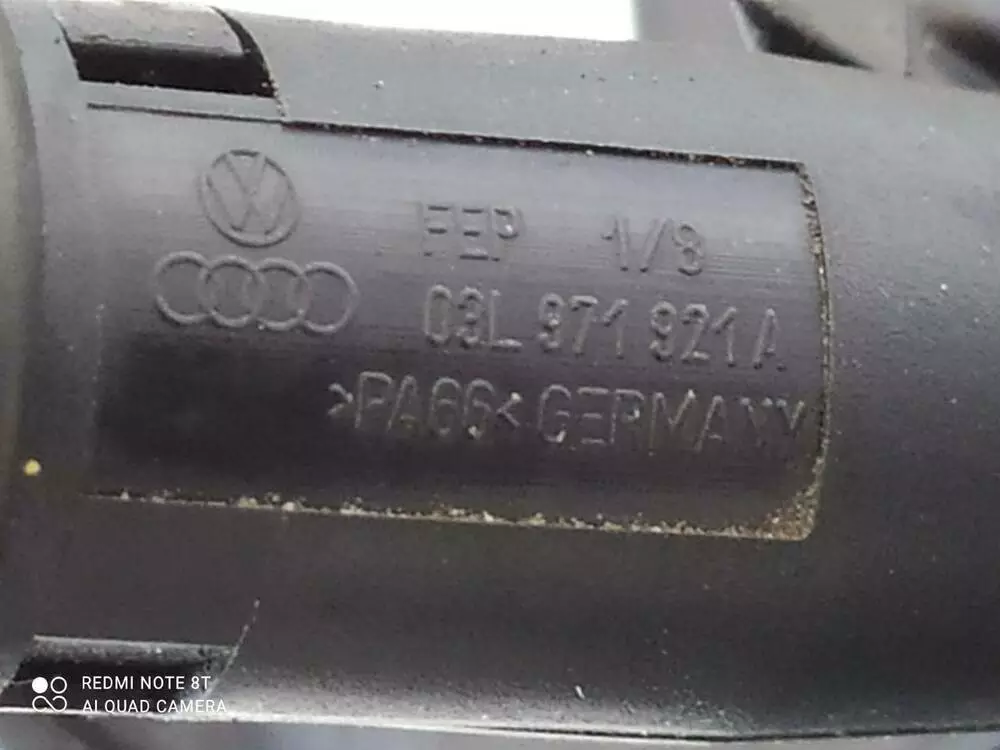 FEP 1/8
03L 971 921 A
>PA66< GERMANY
REDMI NOTE 8T
AI QUAD CAMERA